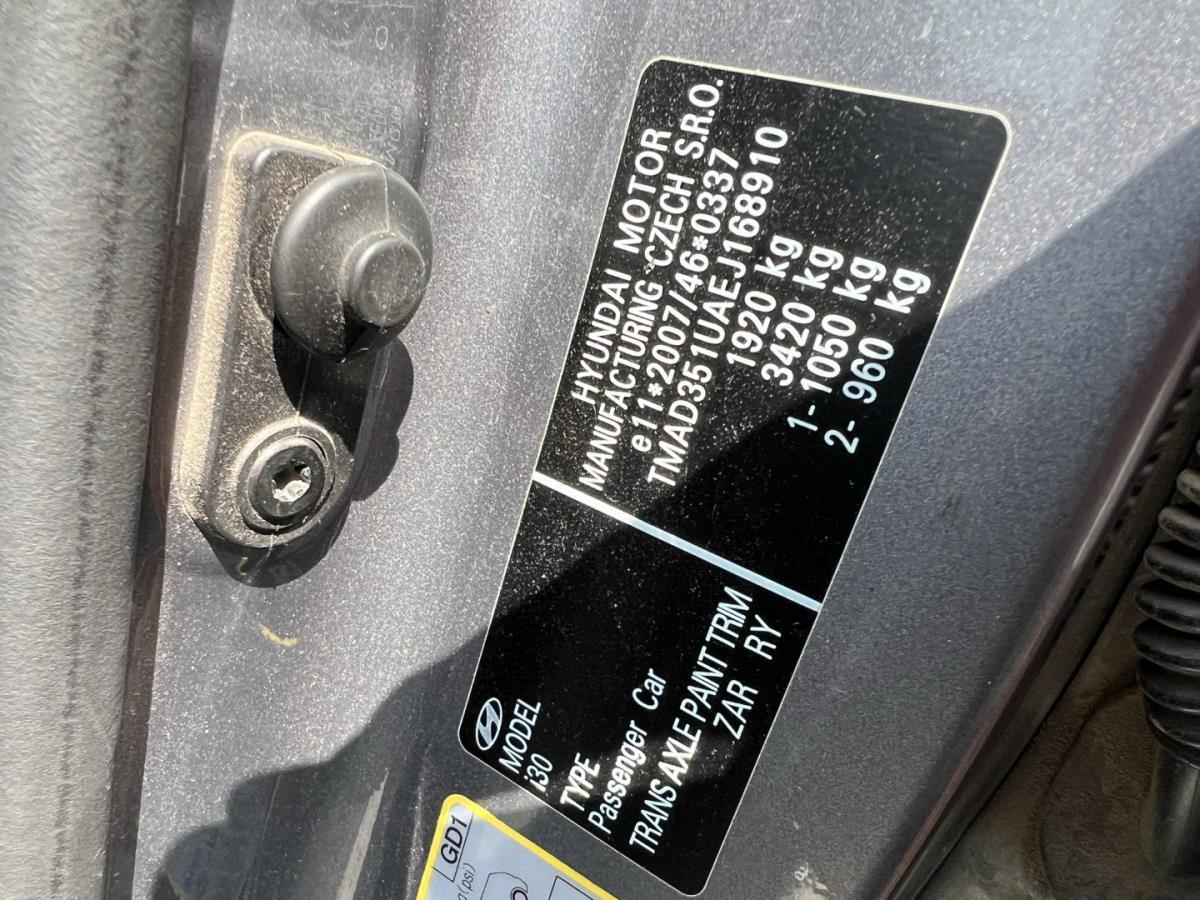 HYUNDAI MOTOR
MANUFACTURING CZECH S.R.O.
e11*2007/46*0337
TMAD351UAEJ168910
1920 kg
3420 kg
1- 1050 kg
2- 960 kg
MODEL
i30
TYPE
Passenger Car
TRANS AXLE PAINT TRIM
ZAR RY
GD1
(psi)